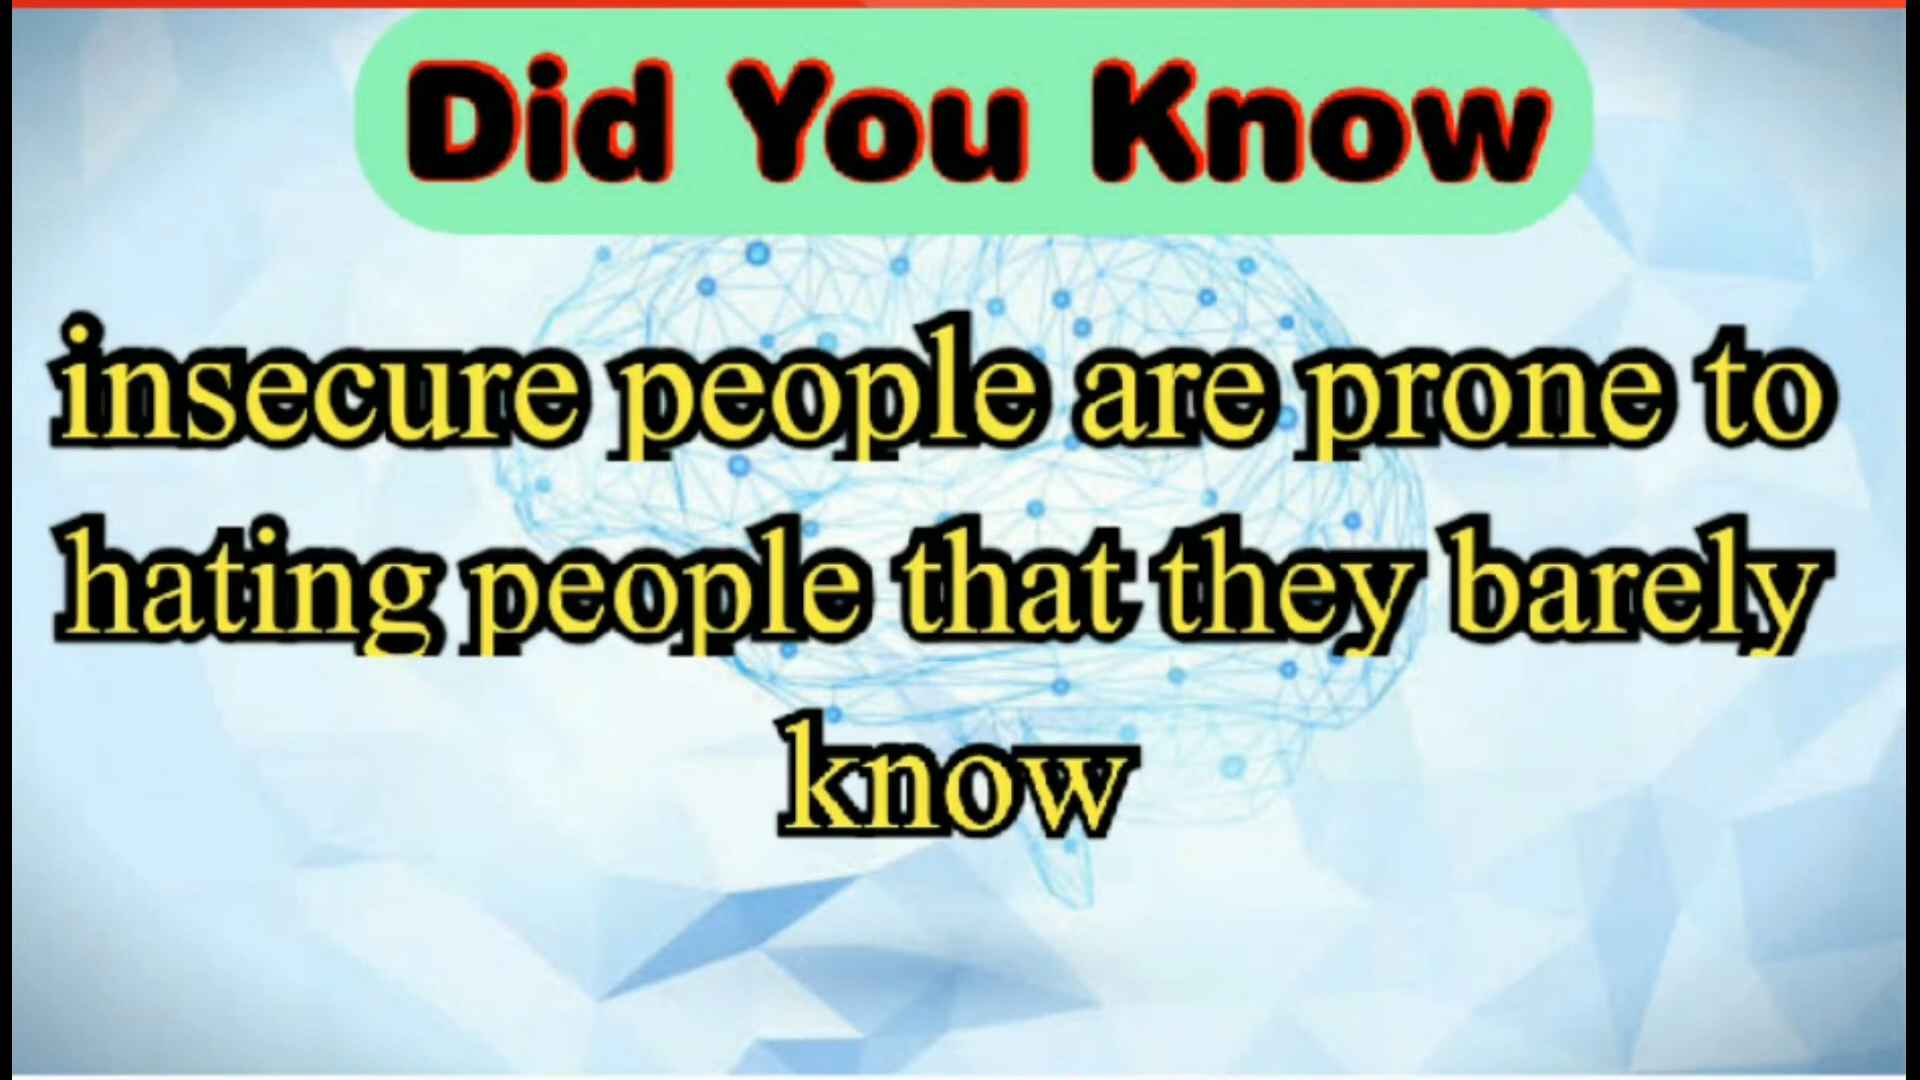 Did You Know
insecure people are prone to
hating people that they barely
know